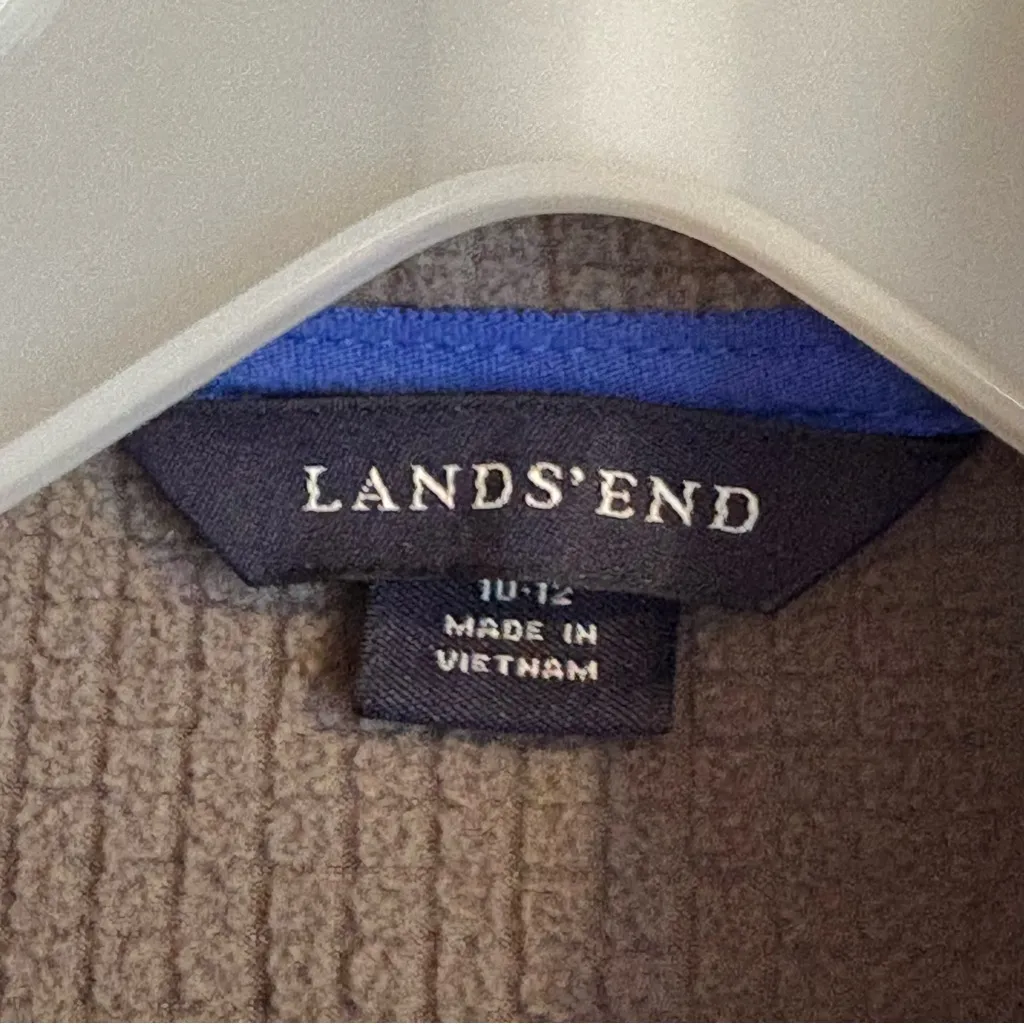 LANDS'END
10-12
MADE IN
VIETNAM